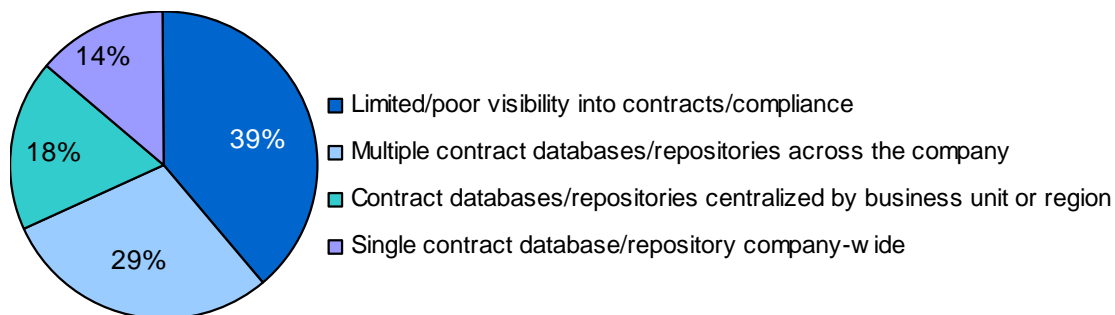 14%
39%
18%
29%
Limited/poor visibility into contracts/compliance
Multiple contract databases/repositories across the company
Contract databases/repositories centralized by business unit or region
Single contract database/repository company-wide